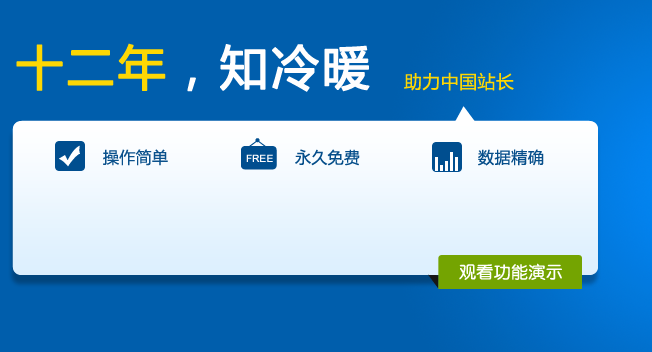 十二年，知冷暖
助力中国站长
操作简单
FREE
永久免费
数据精确
观看功能演示